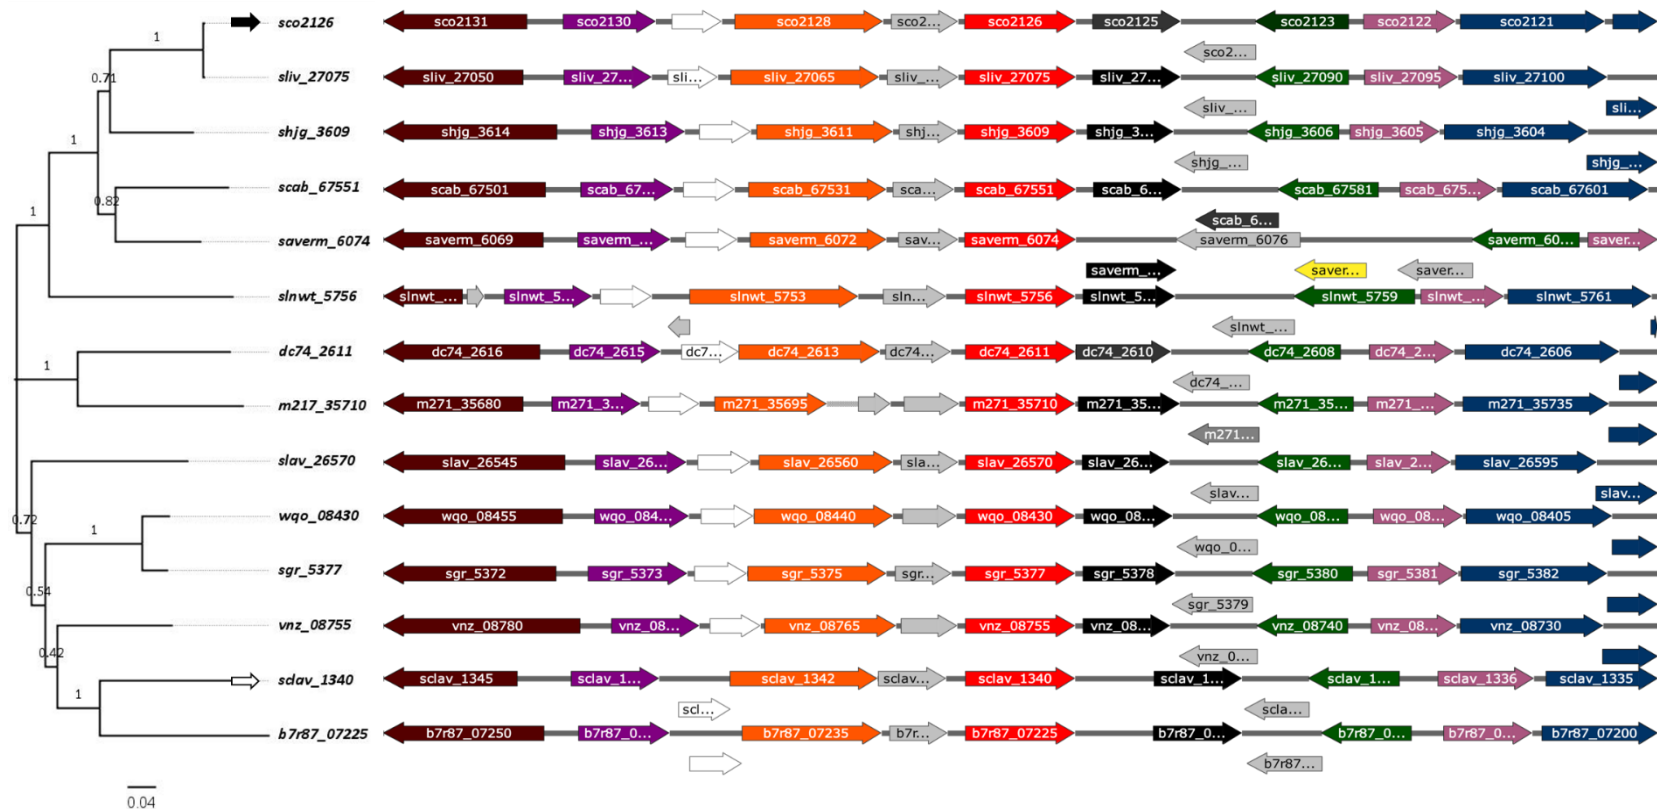 sco2126 sco2131 sco2130 sco2128 sco2... sco2126 sco2125 sco2123 sco2122 sco2121
1 sco2...
0.71 sliv_27075 sliv_27050 sliv_27... sli... sliv_27065 sliv_... sliv_27075 sliv_27... sliv_27090 sliv_27095 sliv_27100
sliv_... sli...
shjg_3609 shjg_3614 shjg_3613 shjg_3611 shj... shjg_3609 shjg_3... shjg_3606 shjg_3605 shjg_3604
1 shjg_... shjg_...
scab_67551 scab_67501 scab_67... scab_67531 sca... scab_67551 scab_6... scab_67581 scab_675... scab_67601
0.82 scab_6...
saverm_6074 saverm_6069 saverm_... saverm_6072 sav... saverm_6074 saverm_6076 saverm_60... saver...
1 saverm_... saver... saver...
slnwt_5756 slnwt_... slnwt_5... slnwt_5753 sln... slnwt_5756 slnwt_5... slnwt_5759 slnwt_... slnwt_5761
slnwt_...
dc74_2611 dc74_2616 dc74_2615 dc7... dc74_2613 dc74... dc74_2611 dc74_2610 dc74_2608 dc74_2... dc74_2606
1 dc74_...
m217_35710 m271_35680 m271_3... m271_35695 m271_35710 m271_35... m271_35... m271_... m271_35735
m271...
slav_26570 slav_26545 slav_26... slav_26560 sla... slav_26570 slav_26... slav_26... slav_2... slav_26595
slav... slav...
0.72 wqo_08430 wqo_08455 wqo_084... wqo_08440 wqo_08430 wqo_08... wqo_08... wqo_08... wqo_08405
1 wqo_0...
sgr_5377 sgr_5372 sgr_5373 sgr_5375 sgr... sgr_5377 sgr_5378 sgr_5380 sgr_5381 sgr_5382
0.54 sgr_5379
vnz_08755 vnz_08780 vnz_08... vnz_08765 vnz_08755 vnz_08... vnz_08740 vnz_08... vnz_08730
0.42 vnz_0...
sclav_1340 sclav_1345 sclav_1... sclav_1342 sclav... sclav_1340 sclav_1... sclav_1... sclav_1336 sclav_1335
1 scl... scla...
b7r87_07225 b7r87_07250 b7r87_0... b7r87_07235 b7r... b7r87_07225 b7r87_0... b7r87_0... b7r87_0... b7r87_07200
b7r87...
0.04